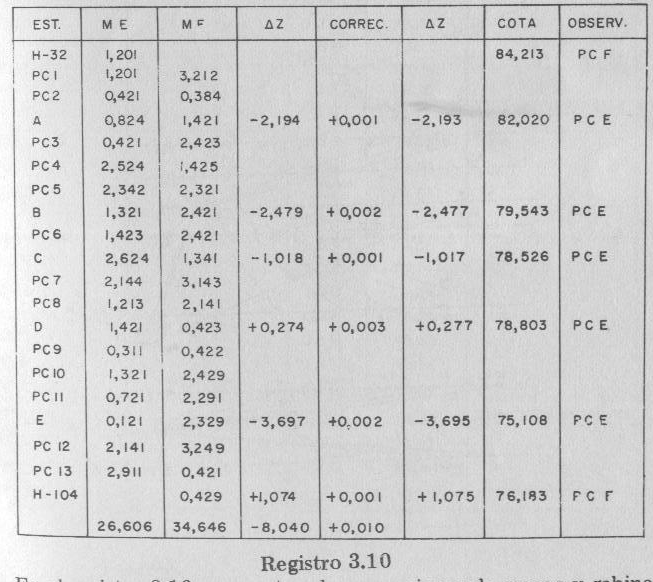 EST. M E M F ΔZ CORREC. ΔZ COTA OBSERV.
H-32 1,201 84,213 PC F
PC1 1,201 3,212
PC2 0,421 0,384
A 0,824 1,421 -2,194 +0,001 -2,193 82,020 PC E
PC3 0,421 2,423
PC4 2,524 1,425
PC5 2,342 2,321
B 1,321 2,421 -2,479 +0,002 -2,477 79,543 PC E
PC6 1,423 2,421
C 2,624 1,341 -1,018 +0,001 -1,017 78,526 PC E
PC7 2,144 3,143
PC8 1,213 2,141
D 1,421 0,423 +0,274 +0,003 +0,277 78,803 PC E
PC9 0,311 0,422
PC10 1,321 2,429
PC11 0,721 2,291
E 0,121 2,329 -3,697 +0,002 -3,695 75,108 PC E
PC 12 2,141 3,249
PC 13 2,911 0,421
H-104 0,429 +1,074 +0,001 +1,075 76,183 PC F
26,606 34,646 -8,040 +0,010
Registro 3.10